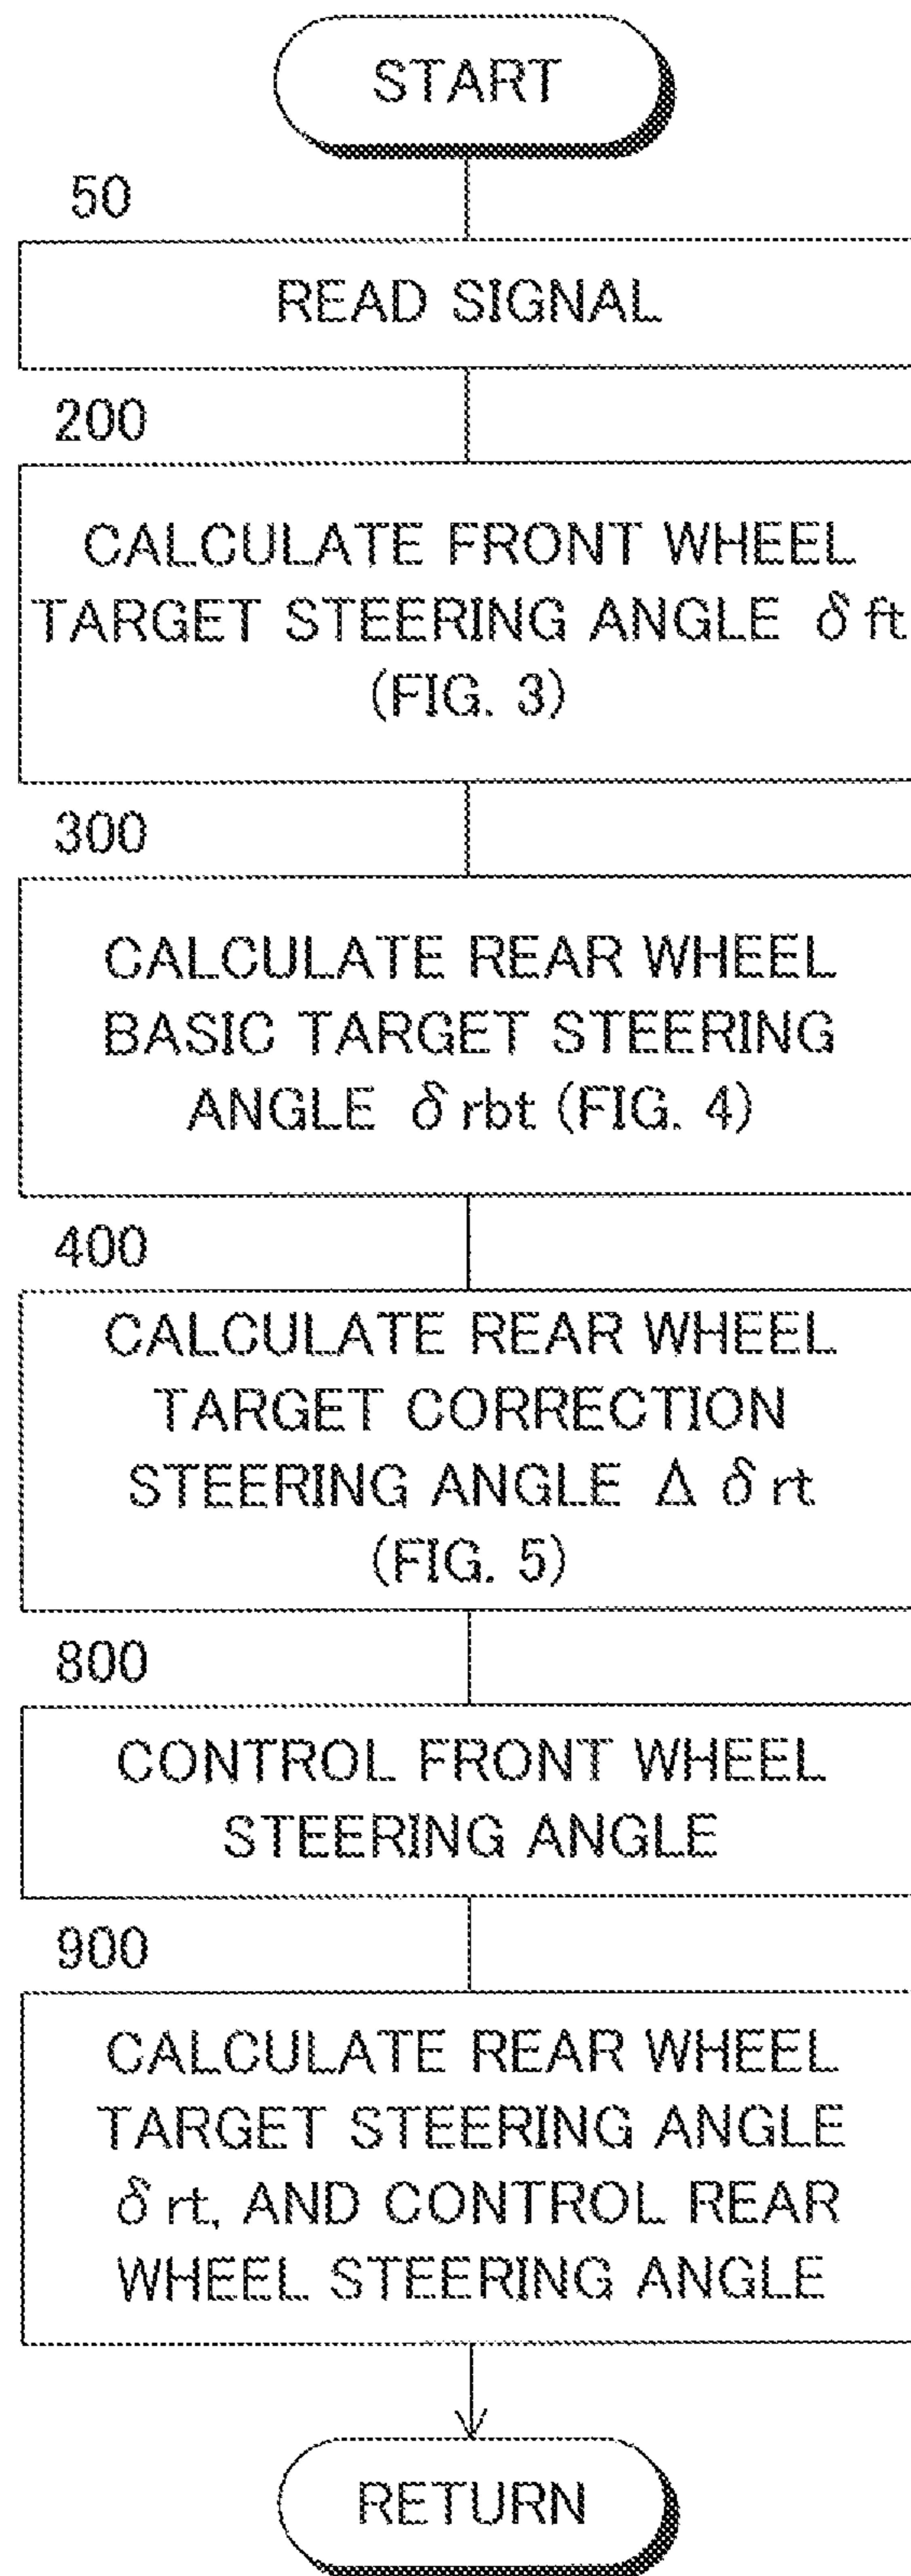 START
50
READ SIGNAL
200
CALCULATE FRONT WHEEL
TARGET STEERING ANGLE δft
(FIG. 3)
300
CALCULATE REAR WHEEL
BASIC TARGET STEERING
ANGLE δrbt (FIG. 4)
400
CALCULATE REAR WHEEL
TARGET CORRECTION
STEERING ANGLE Δδrt
(FIG. 5)
800
CONTROL FRONT WHEEL
STEERING ANGLE
900
CALCULATE REAR WHEEL
TARGET STEERING ANGLE
δrt, AND CONTROL REAR
WHEEL STEERING ANGLE
RETURN